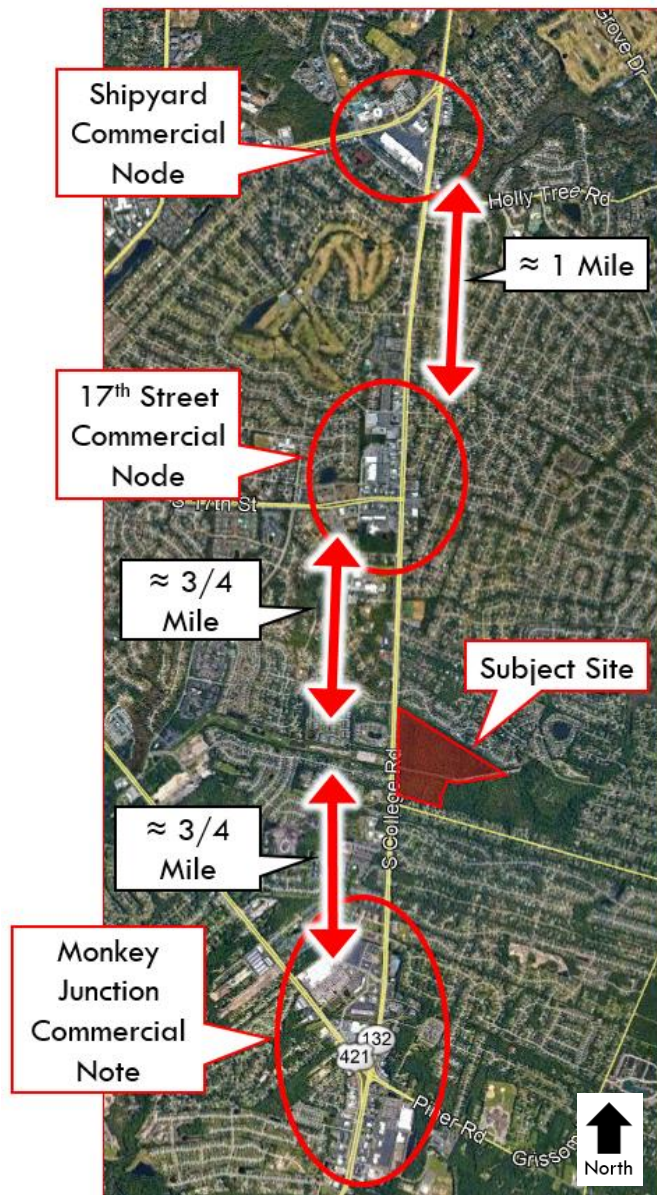 Grove Dr
Shipyard
Commercial
Node
Holly Tree Rd
≈ 1 Mile
17th Street
Commercial
Node
S 17th St
≈ 3/4
Mile
Subject Site
S College Rd
≈ 3/4
Mile
Monkey
Junction
Commercial
Note
132
421
Piner Rd
Grissom
North